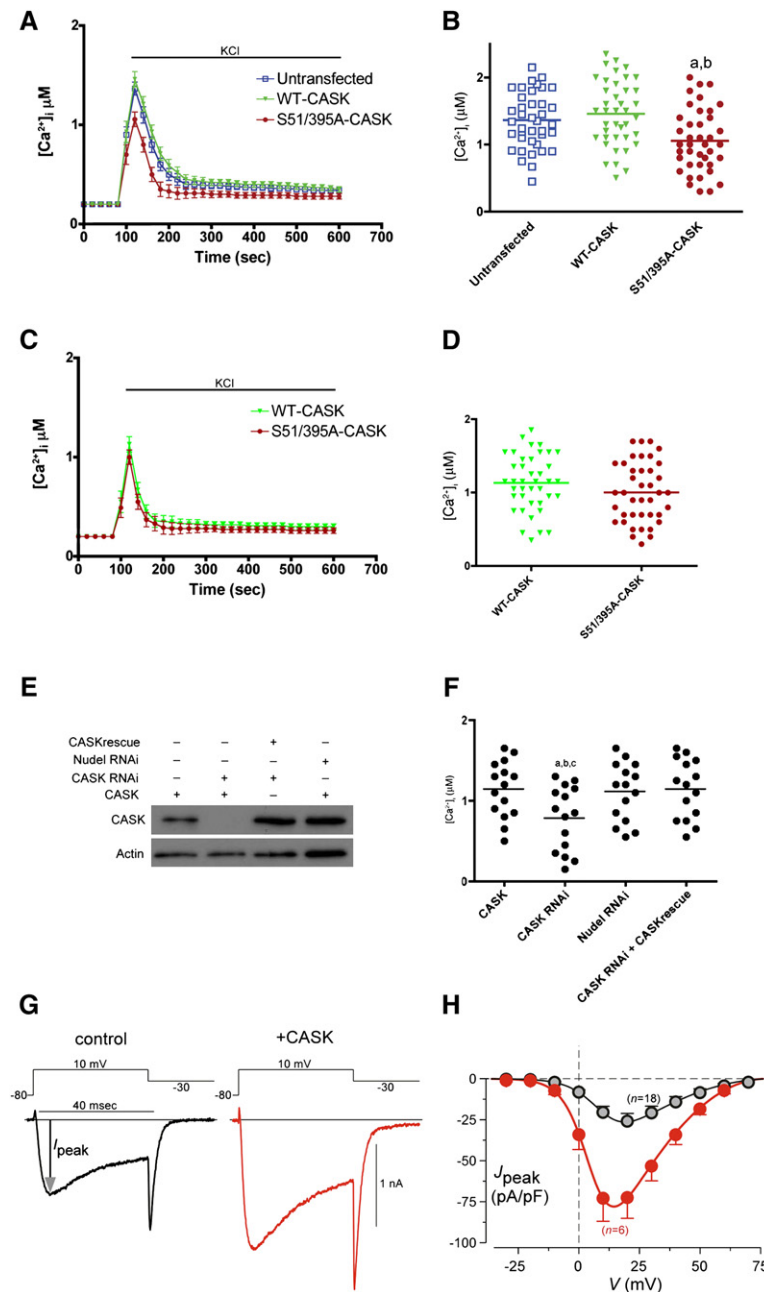 A
KCl
Untransfected
WT-CASK
S51/395A-CASK
[Ca²⁺]ᵢ μM
2
1
0
0 100 200 300 400 500 600 700
Time (sec)
B
a,b
[Ca²⁺]ᵢ (μM)
2
1
0
Untransfected
WT-CASK
S51/395A-CASK
C
KCl
WT-CASK
S51/395A-CASK
[Ca²⁺]ᵢ μM
2
1
0
0 100 200 300 400 500 600 700
Time (sec)
D
[Ca²⁺]ᵢ (μM)
2
1
0
WT-CASK
S51/395A-CASK
E
CASKrescue – – + –
Nudel RNAi – – – +
CASK RNAi – + + –
CASK + + – +
CASK
Actin
F
a,b,c
[Ca²⁺]ᵢ (μM)
2
1
0
CASK
CASK RNAi
Nudel RNAi
CASK RNAi + CASKrescue
G
control
10 mV
-80
-30
40 msec
Ipeak
+CASK
10 mV
-80
-30
1 nA
H
0
-25
-50
-75
-100
(n=18)
Jpeak
(pA/pF)
(n=6)
-25 0 25 50 75
V (mV)